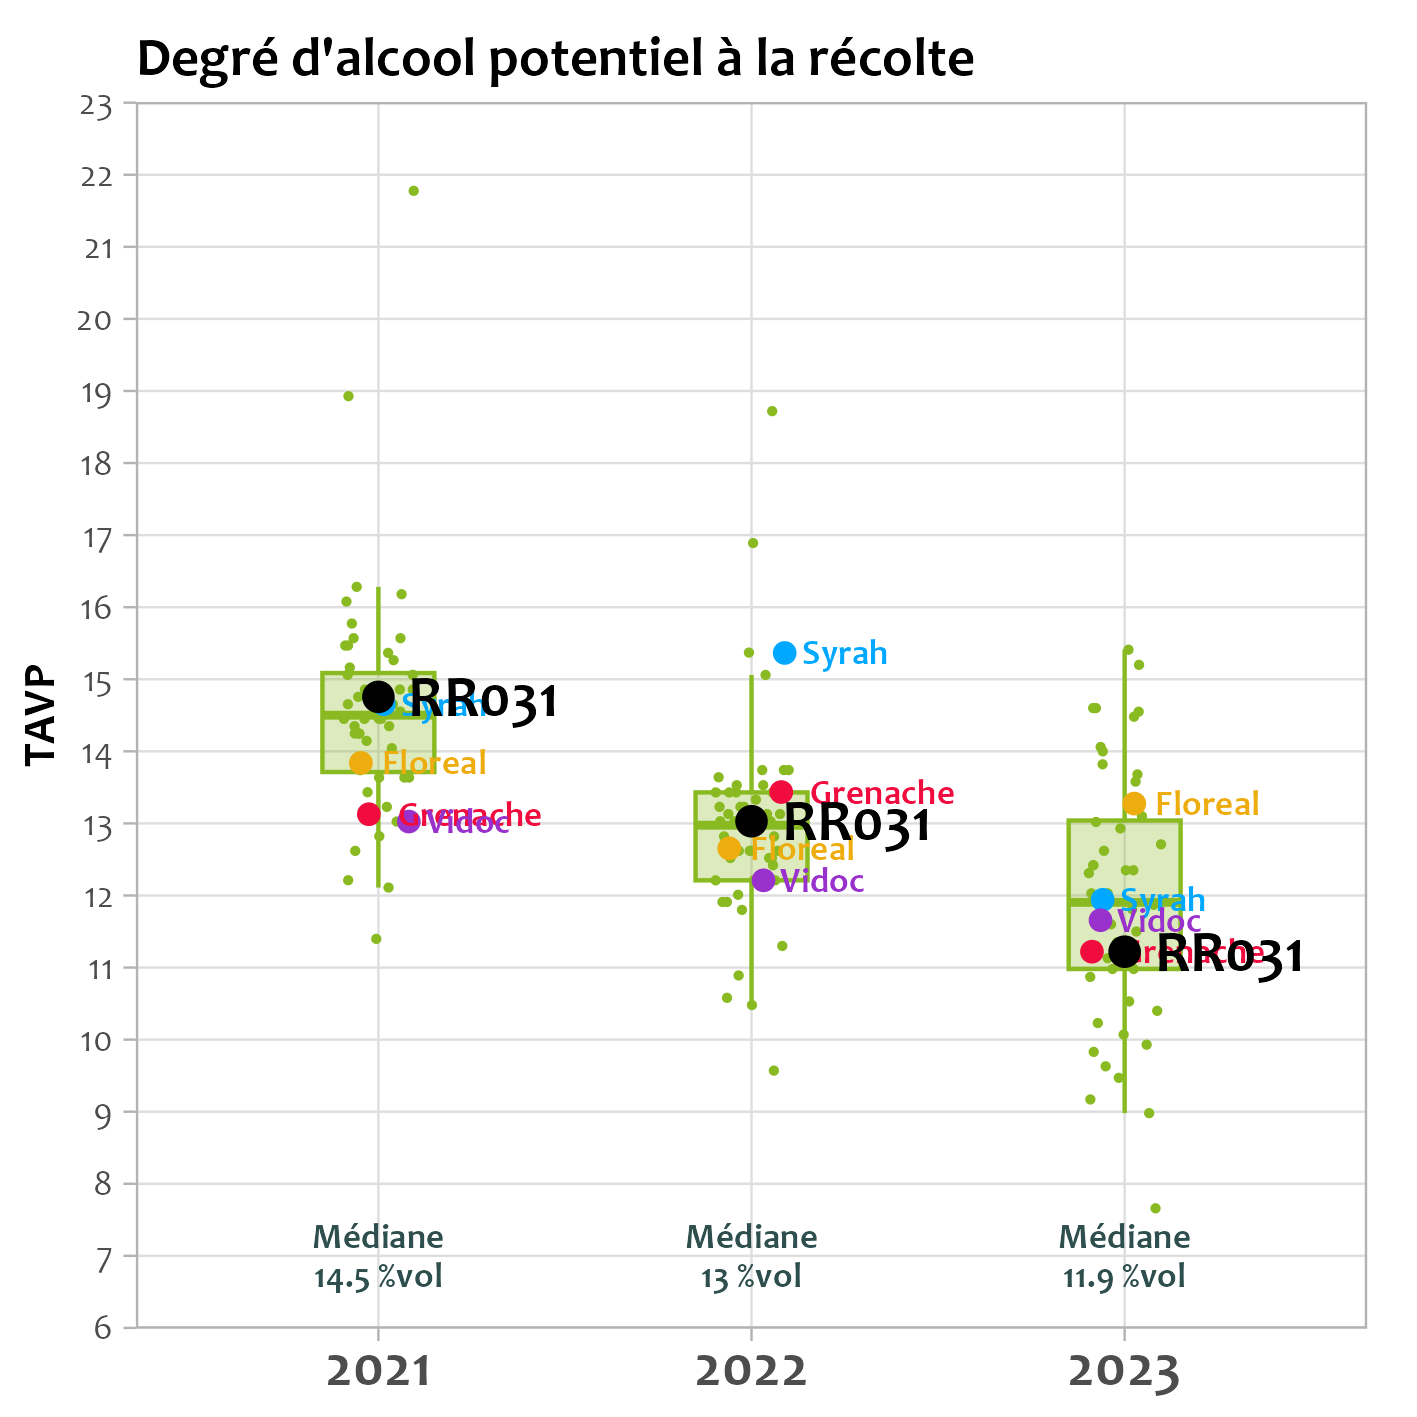 Degré d'alcool potentiel à la récolte
TAVP
23
22
21
20
19
18
17
16
15
14
13
12
11
10
9
8
7
6
RR031
Syrah
Floreal
Grenache
Vidoc
Médiane
14.5 %vol
Syrah
Grenache
RR031
Floreal
Vidoc
Médiane
13 %vol
Floreal
Syrah
Vidoc
Grenache
RR031
Médiane
11.9 %vol
2021
2022
2023